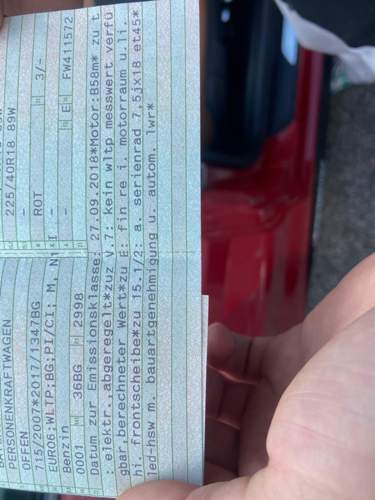 225/40R18 89W
PERSONENKRAFTWAGEN –
OFFEN –
715/2007*2017/1347BG ROT 3/-
EURO6;WLTP;BG;PI/CI; M, N1 I –
Benzin – E FW411572
0001 36BG 2998
Datum zur Emissionsklasse: 27.09.2018*Motor:B58m* zu t
: elektr.,abgeregelt*zuz V.7: kein wltp messwert verfü
gbar,berechneter Wert*zu E: fin re i. motorraum u.li.
hi. frontscheibe*zu 15.1/2: a. serienrad 7,5jx18 et45*
led-hsw m. bauartgenehmigung u. autom. lwr*